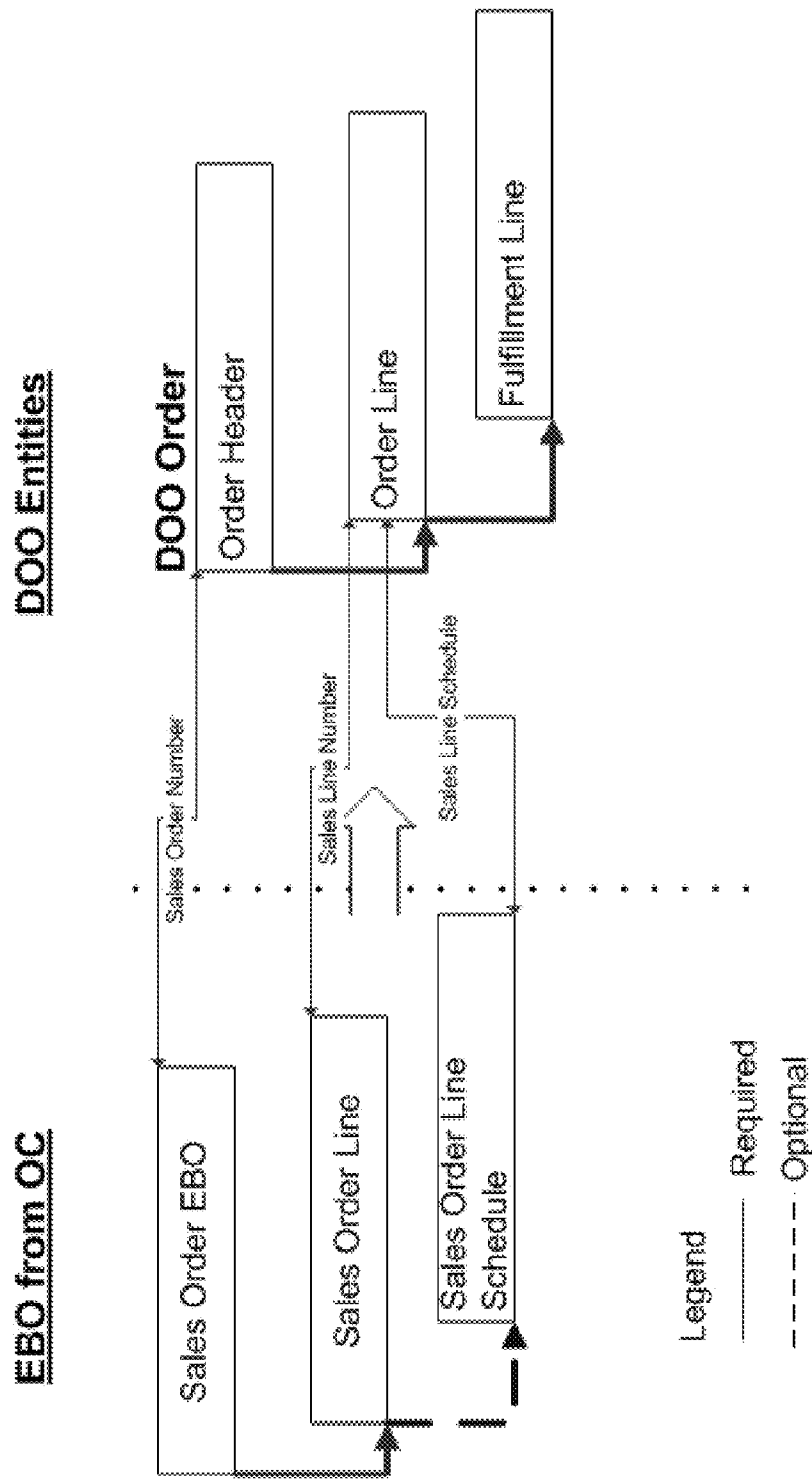 EBO from OC
DOO Entities
Sales Order EBO
Sales Order Number
DOO Order
Order Header
Sales Order Line
Sales Line Number
Order Line
Sales Order Line
Schedule
Sales Line Schedule
Fulfillment Line
Legend
Required
Optional